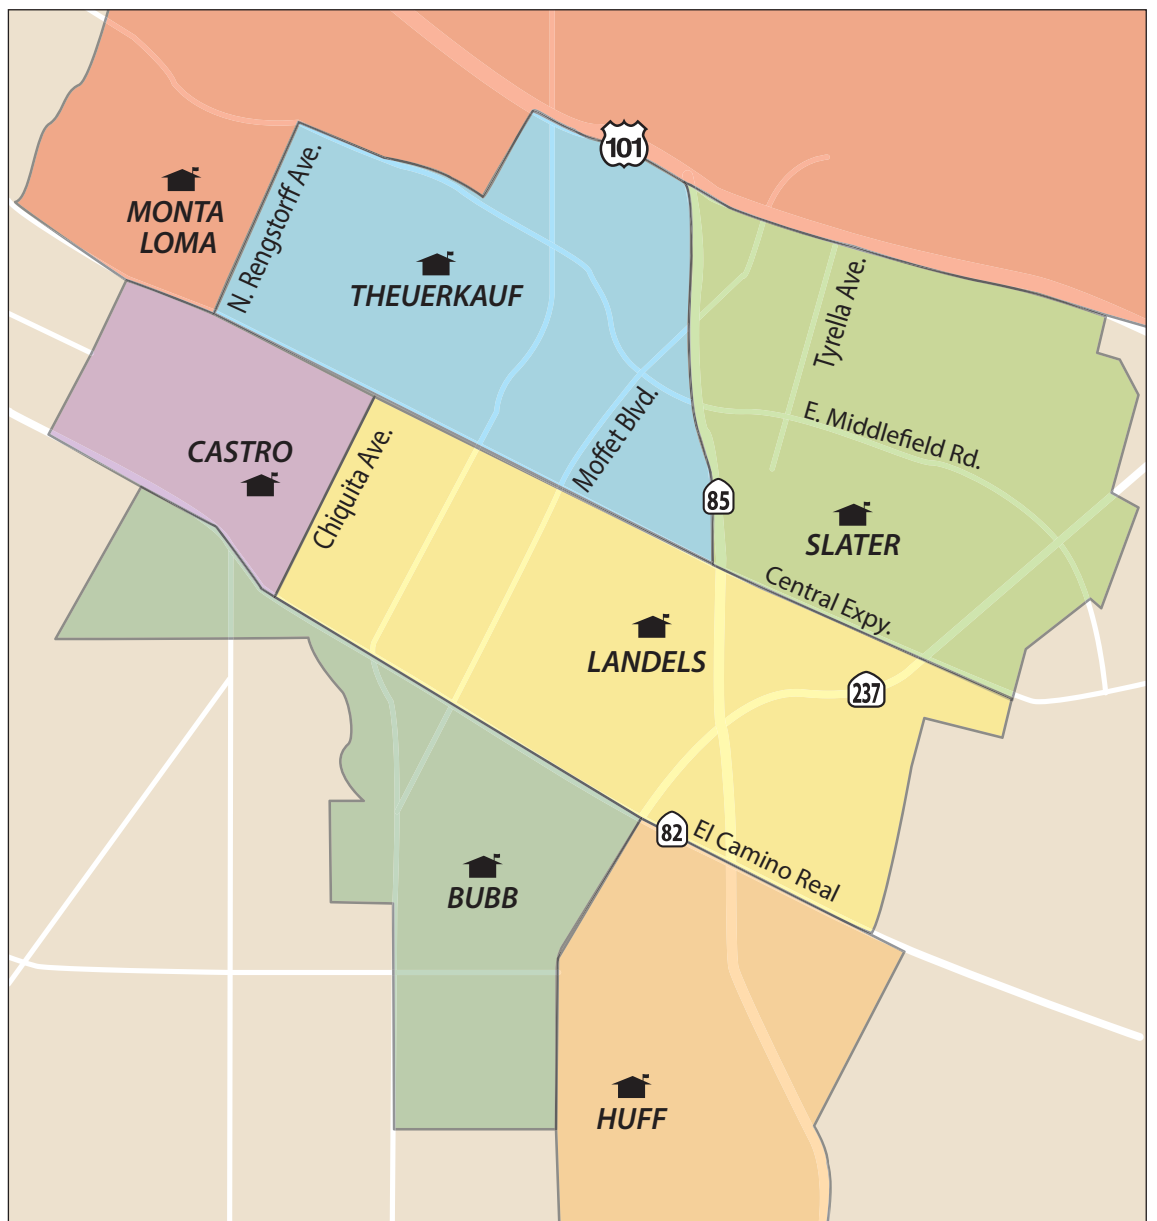 101
MONTA
LOMA
N. Rengstorff Ave.
THEUERKAUF
Tyrella Ave.
Moffet Blvd.
E. Middlefield Rd.
CASTRO
Chiquita Ave.
85
SLATER
Central Expy.
LANDELS
237
82
El Camino Real
BUBB
HUFF